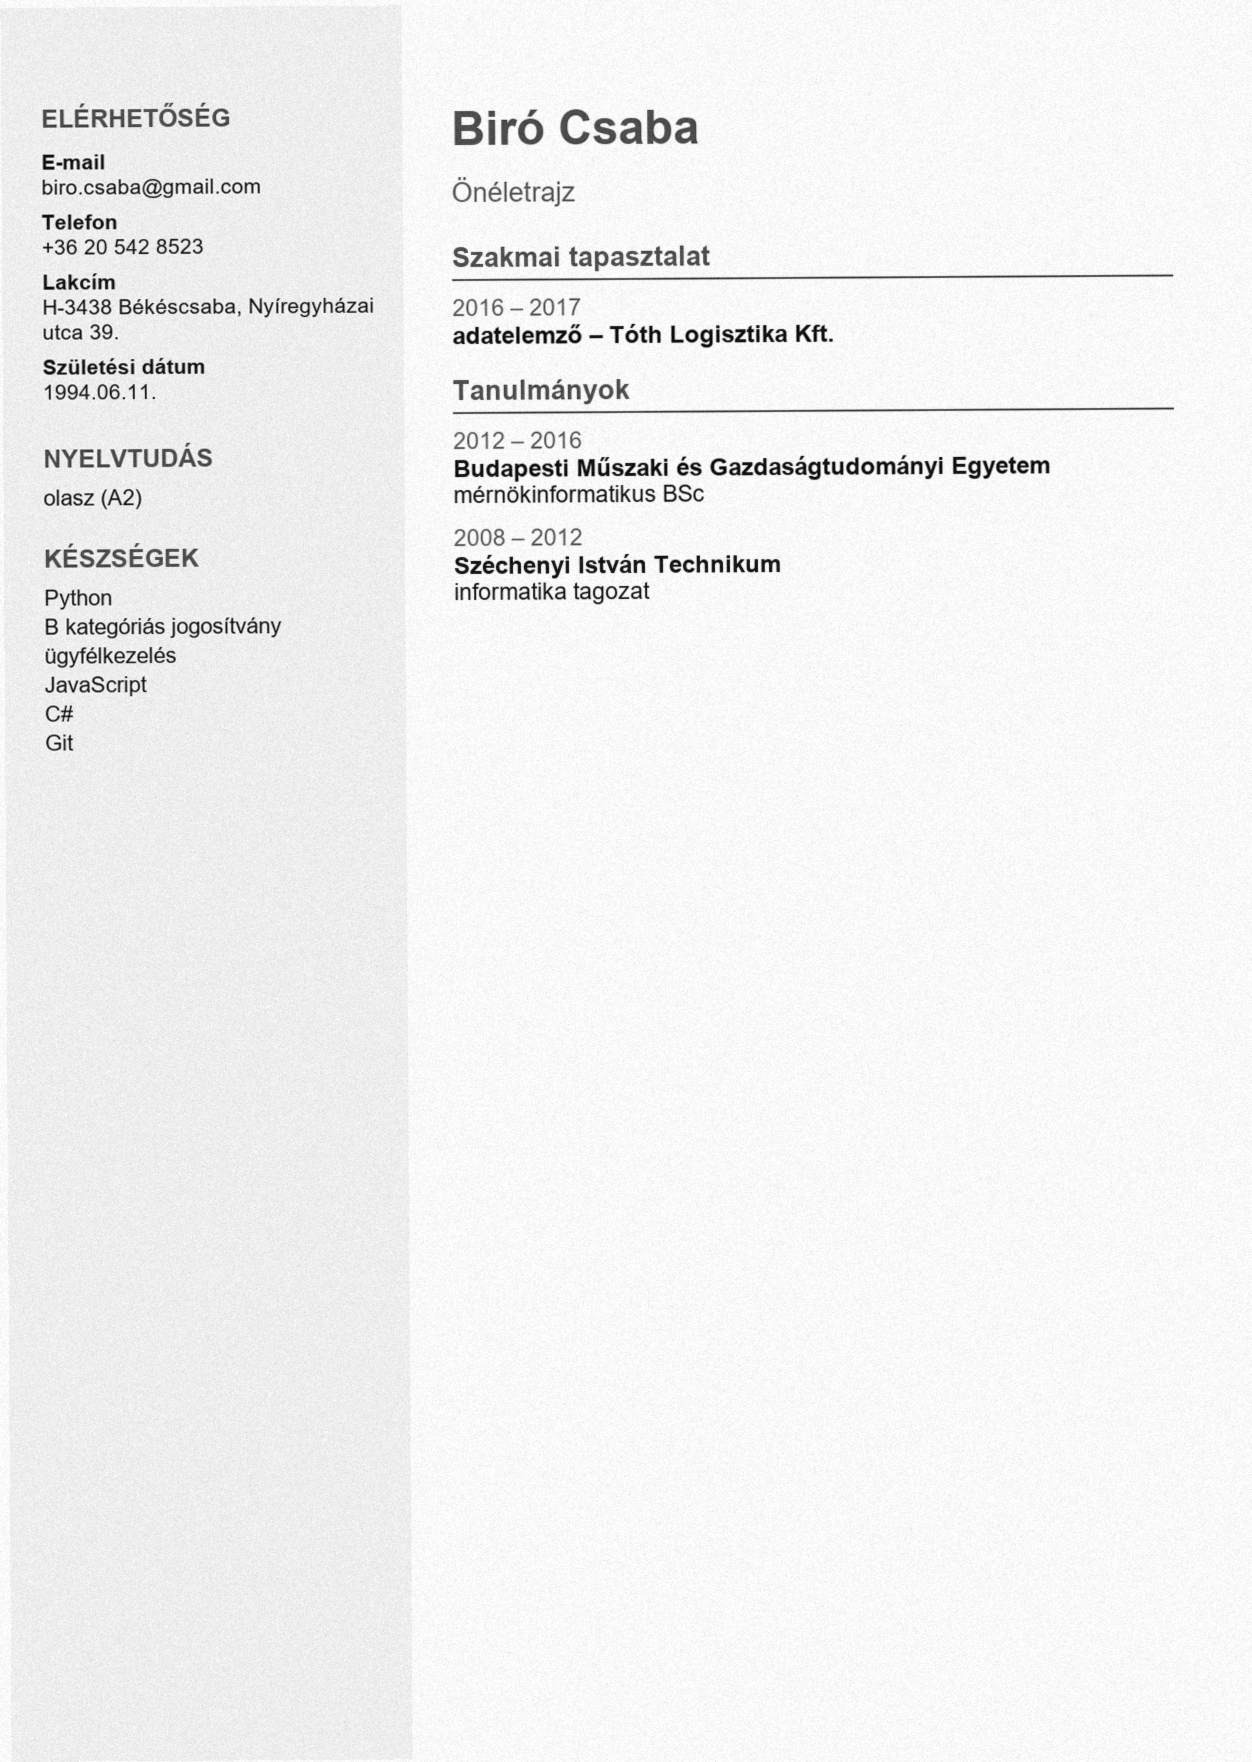 ELÉRHETŐSÉG
E-mail
biro.csaba@gmail.com
Telefon
+36 20 542 8523
Lakcím
H-3438 Békéscsaba, Nyíregyházai
utca 39.
Születési dátum
1994.06.11.
NYELVTUDÁS
olasz (A2)
KÉSZSÉGEK
Python
B kategóriás jogosítvány
ügyfélkezelés
JavaScript
C#
Git
Biró Csaba
Önéletrajz
Szakmai tapasztalat
2016 – 2017
adatelemző – Tóth Logisztika Kft.
Tanulmányok
2012 – 2016
Budapesti Műszaki és Gazdaságtudományi Egyetem
mérnökinformatikus BSc
2008 – 2012
Széchenyi István Technikum
informatika tagozat